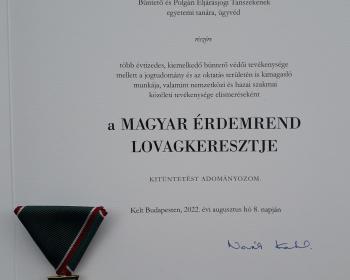 Büntető és Polgári Eljárásjogi Tanszékének
egyetemi tanára, ügyvéd
részére
több évtizedes, kiemelkedő büntető védői tevékenysége
mellett a jogtudomány és az oktatás területén is kimagasló
munkája, valamint nemzetközi és hazai szakmai
közéleti tevékenysége elismeréseként
a MAGYAR ÉRDEMREND
LOVAGKERESZTJE
KITÜNTETÉST ADOMÁNYOZOM.
Kelt Budapesten, 2022. évi augusztus hó 8. napján